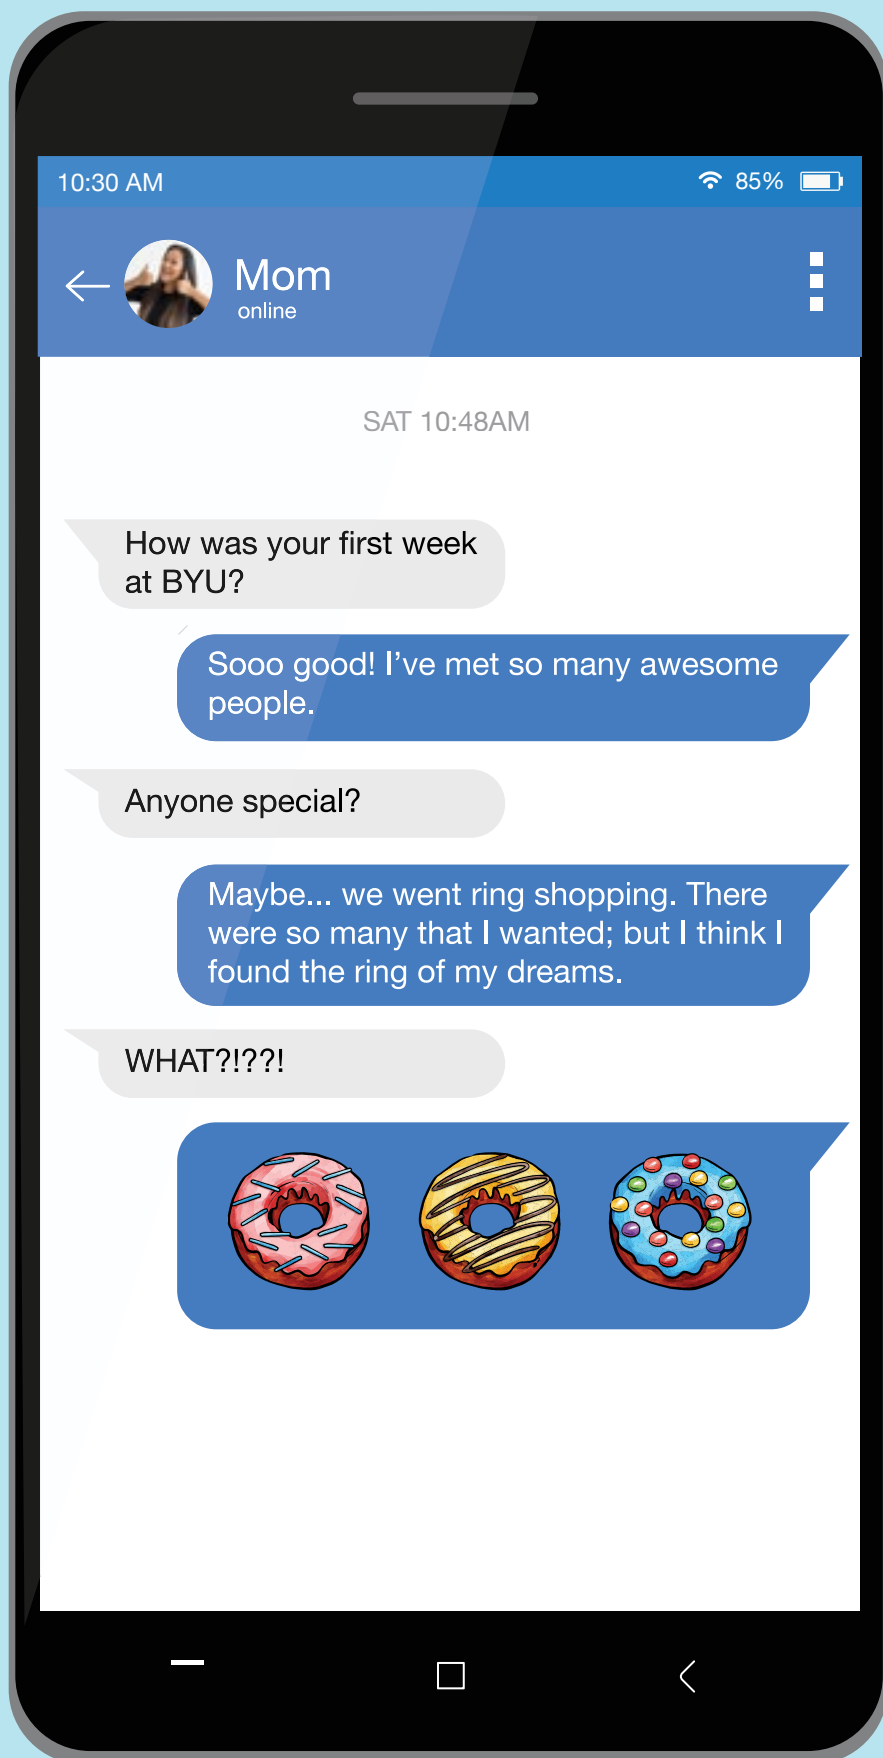 10:30 AM 85%
Mom
online
SAT 10:48AM
How was your first week
at BYU?
Sooo good! I’ve met so many awesome
people.
Anyone special?
Maybe... we went ring shopping. There
were so many that I wanted; but I think I
found the ring of my dreams.
WHAT?!??!